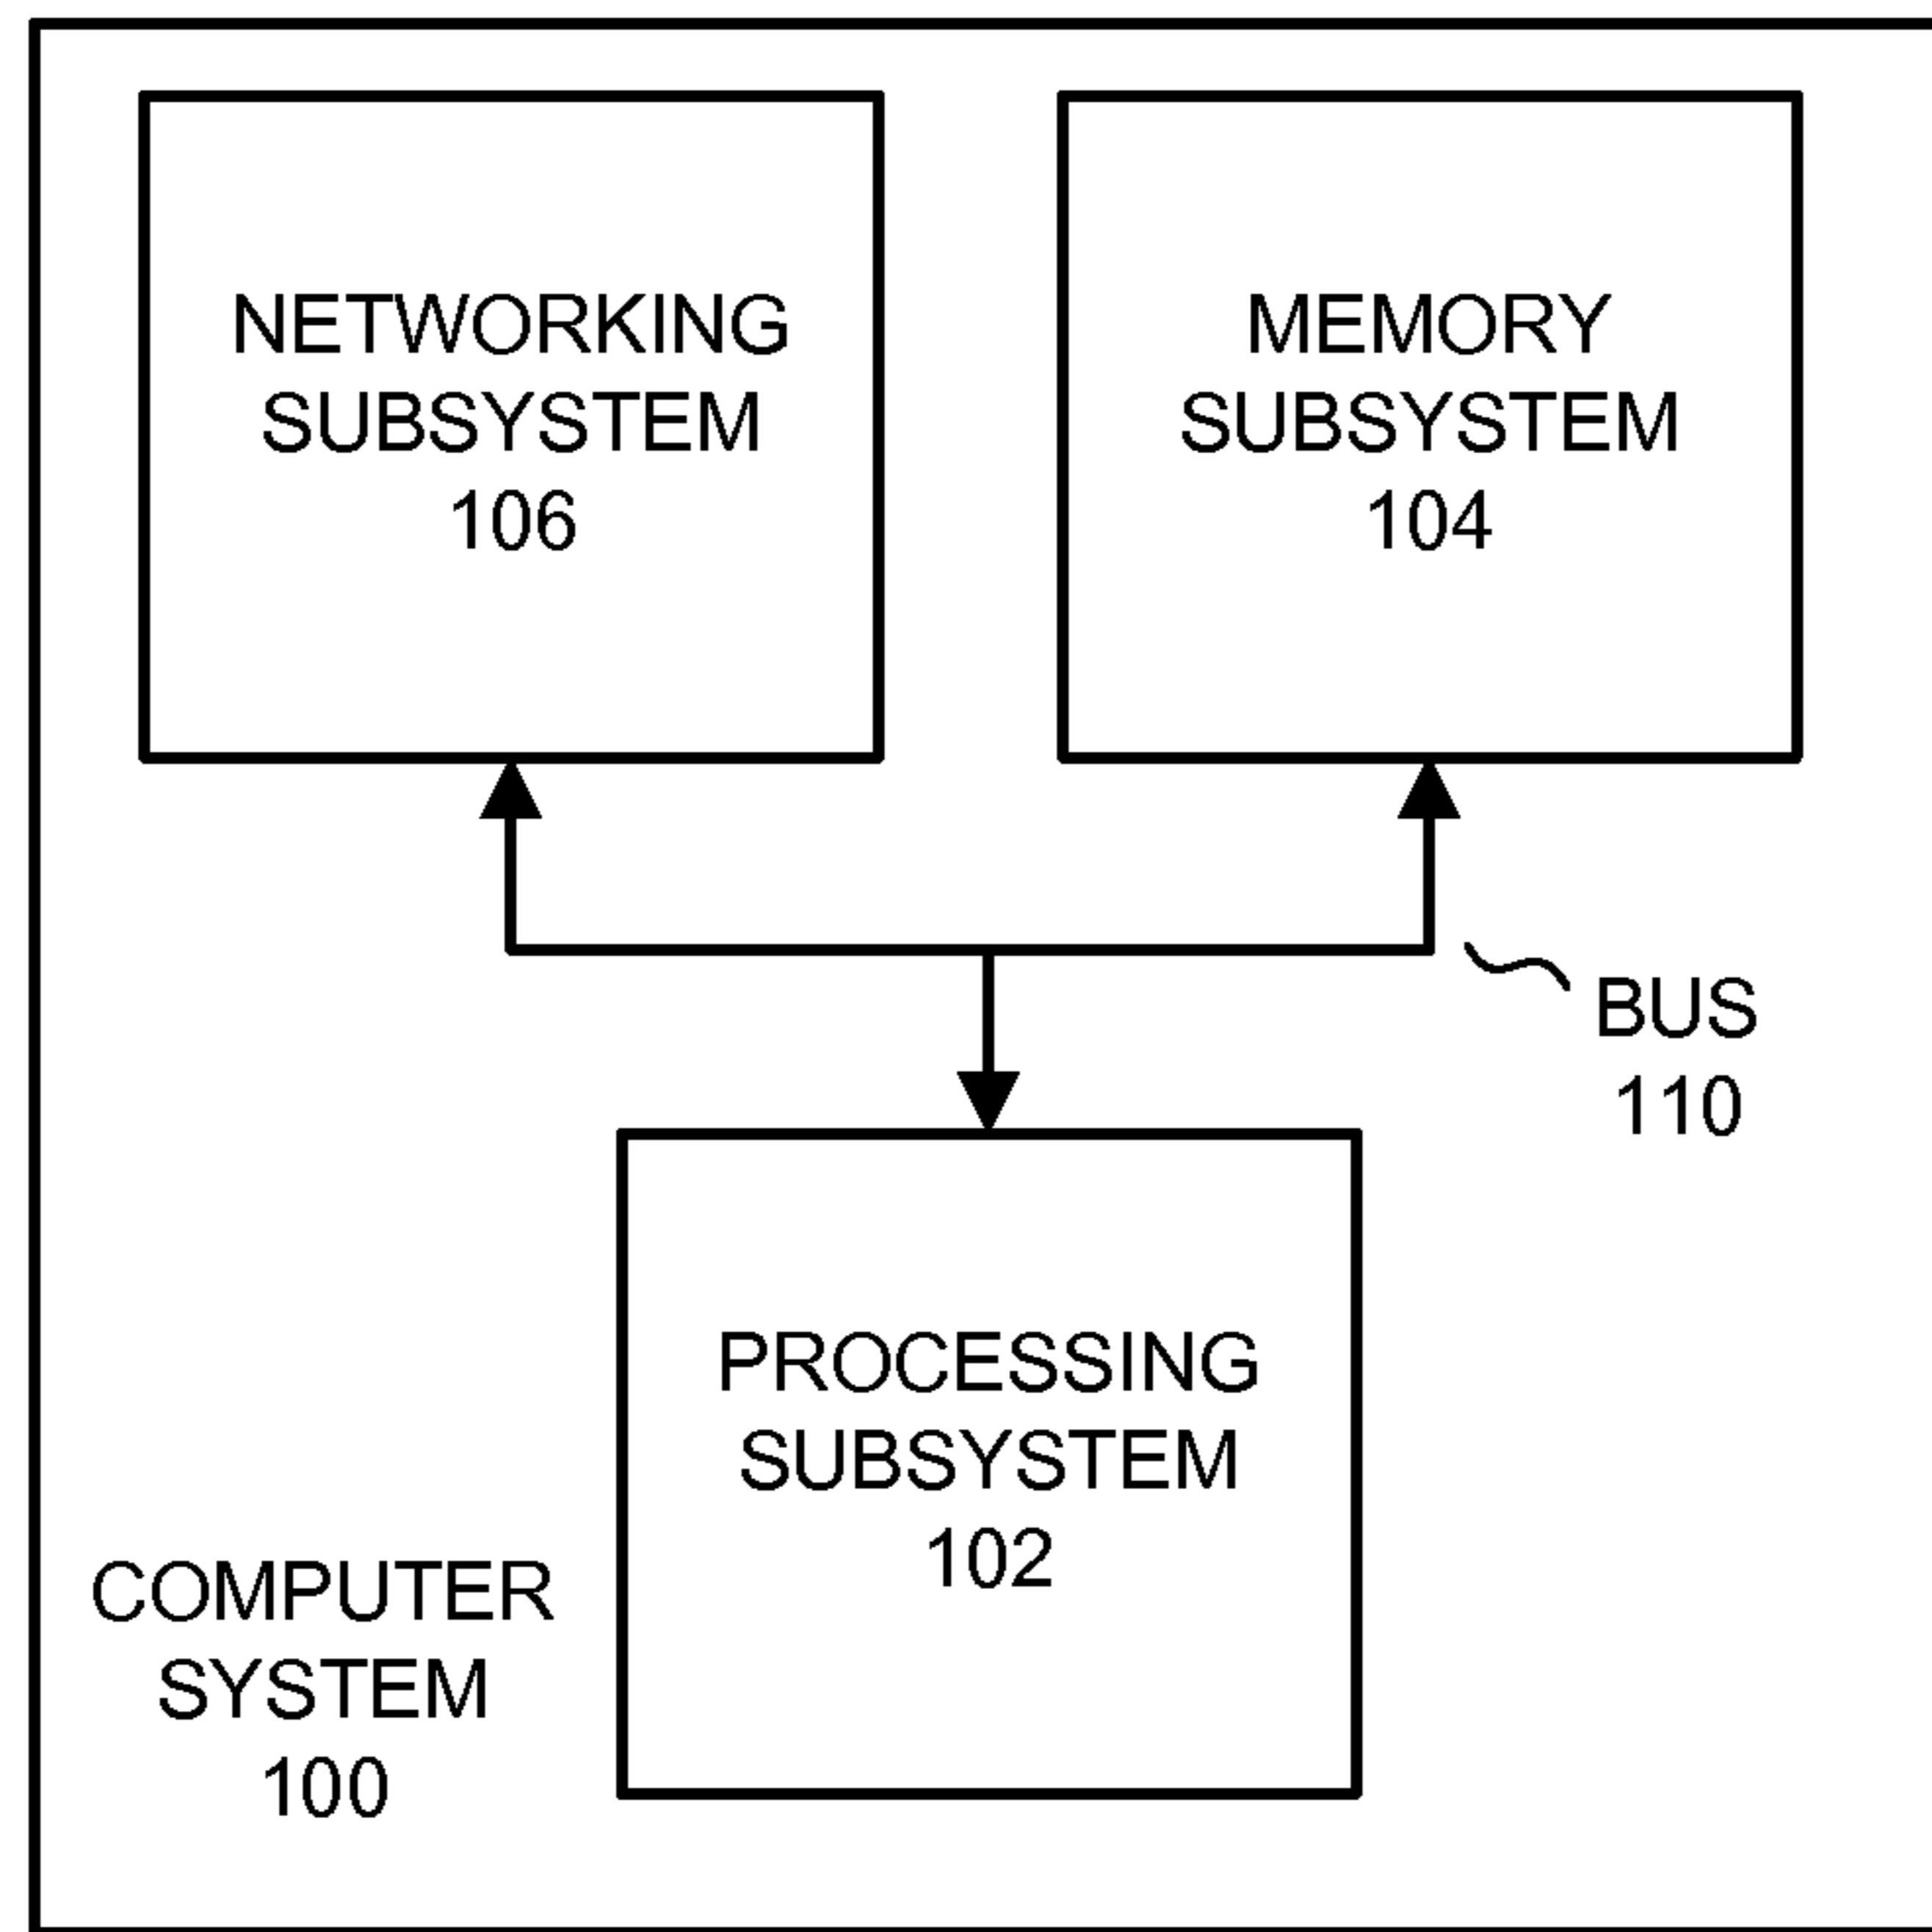 NETWORKING
SUBSYSTEM
106
MEMORY
SUBSYSTEM
104
BUS
110
PROCESSING
SUBSYSTEM
102
COMPUTER
SYSTEM
100